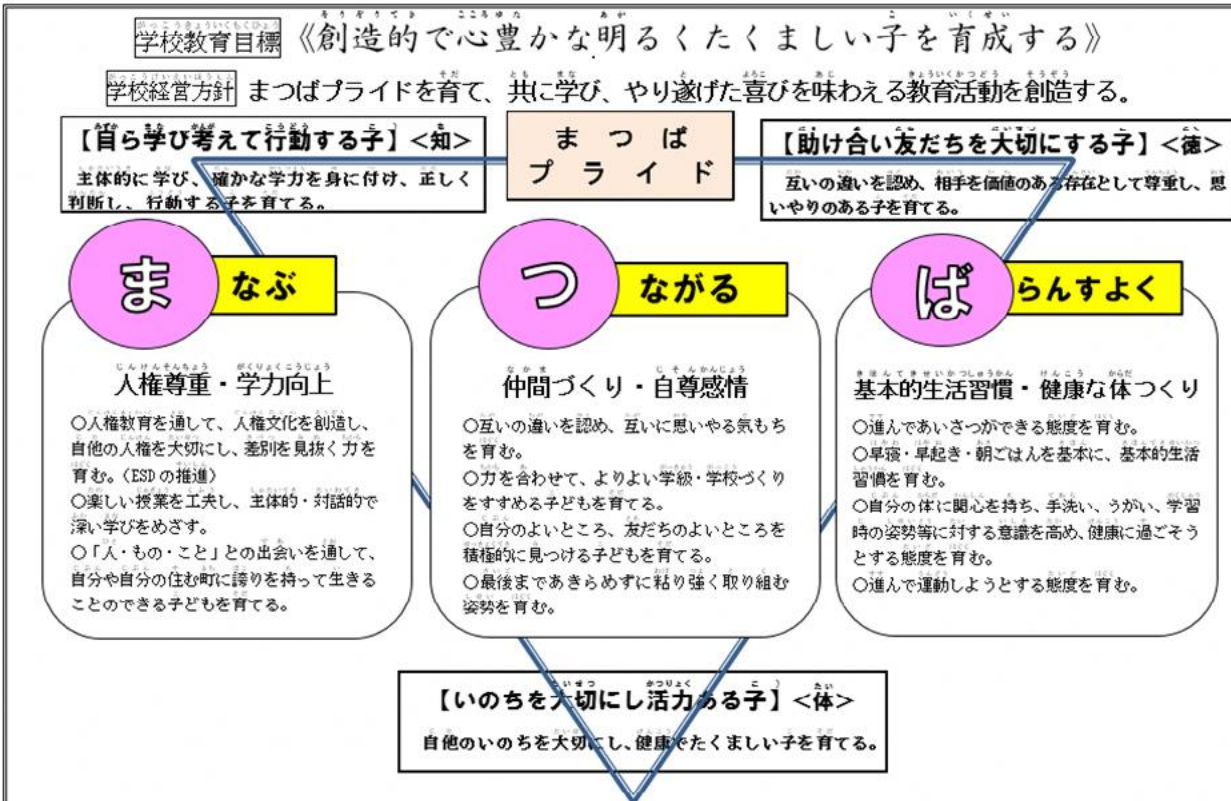 学校教育目標 《創造的で心豊かな明るくたくましい子を育成する》
学校経営方針 まつばプライドを育て、共に学び、やり遂げた喜びを味わえる教育活動を創造する。
【自ら学び考えて行動する子】<知>
主体的に学び、確かな学力を身に付け、正しく
判断し、行動する子を育てる。
まつば
プライド
【助け合い友だちを大切にする子】<徳>
互いの違いを認め、相手を価値のある存在として尊重し、思
いやりのある子を育てる。
ま なぶ
人権尊重・学力向上
○人権教育を通して、人権文化を創造し、
自他の人権を大切にし、差別を見抜く力を
育む。(ESDの推進)
○楽しい授業を工夫し、主体的・対話的で
深い学びをめざす。
○「人・もの・こと」との出会いを通して、
自分や自分の住む町に誇りを持って生きる
ことのできる子どもを育てる。
つ ながる
仲間づくり・自尊感情
○互いの違いを認め、互いに思いやる気もち
を育む。
○力を合わせて、よりよい学級・学校づくり
をすすめる子どもを育てる。
○自分のよいところ、友だちのよいところを
積極的に見つける子どもを育てる。
○最後まであきらめずに粘り強く取り組む
姿勢を育む。
ば らんすよく
基本的生活習慣・健康な体つくり
○進んであいさつができる態度を育む。
○早寝・早起き・朝ごはんを基本に、基本的生活
習慣を育む。
○自分の体に関心を持ち、手洗い、うがい、学習
時の姿勢等に対する意識を高め、健康に過ごそう
とする態度を育む。
○進んで運動しようとする態度を育む。
【いのちを大切にし活力ある子】<体>
自他のいのちを大切にし、健康でたくましい子を育てる。